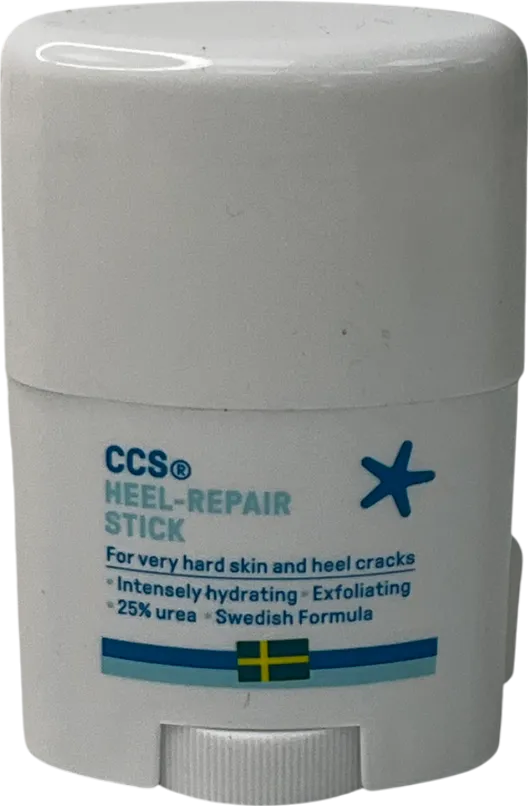 CCS®
HEEL-REPAIR
STICK
For very hard skin and heel cracks
• Intensely hydrating • Exfoliating
• 25% urea • Swedish Formula